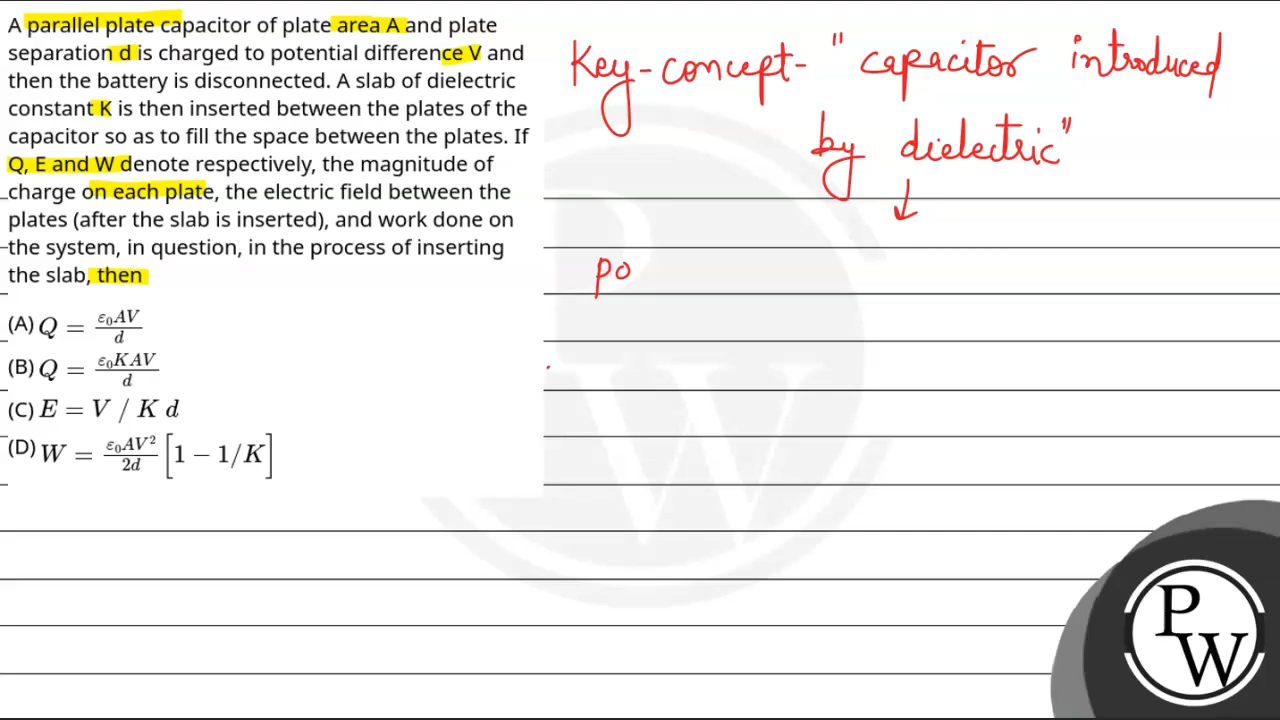 A parallel plate capacitor of plate area A and plate
separation d is charged to potential difference V and
then the battery is disconnected. A slab of dielectric
constant K is then inserted between the plates of the
capacitor so as to fill the space between the plates. If
Q, E and W denote respectively, the magnitude of
charge on each plate, the electric field between the
plates (after the slab is inserted), and work done on
the system, in question, in the process of inserting
the slab, then
(A) Q = ε₀AV/d
(B) Q = ε₀KAV/d
(C) E = V / K d
(D) W = ε₀AV²/2d [1 − 1/K]
Key-concept- "capacitor introduced
by dielectric"
↓
po
PW